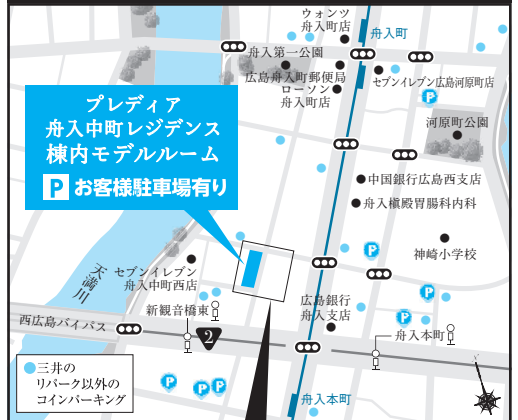 ウォンツ
舟入町店
舟入町
舟入第一公園
広島舟入町郵便局
ローソン
舟入町店
セブンイレブン広島河原町店
P
河原町公園
プレディア
舟入中町レジデンス
棟内モデルルーム
P お客様駐車場有り
中国銀行広島西支店
舟入槇殿胃腸科内科
P
神崎小学校
天満川
セブンイレブン
舟入中町西店
P
新観音橋東
広島銀行
舟入支店
P
西広島バイパス
2
舟入本町
P
P
P
三井の
リパーク以外の
コインパーキング
舟入本町